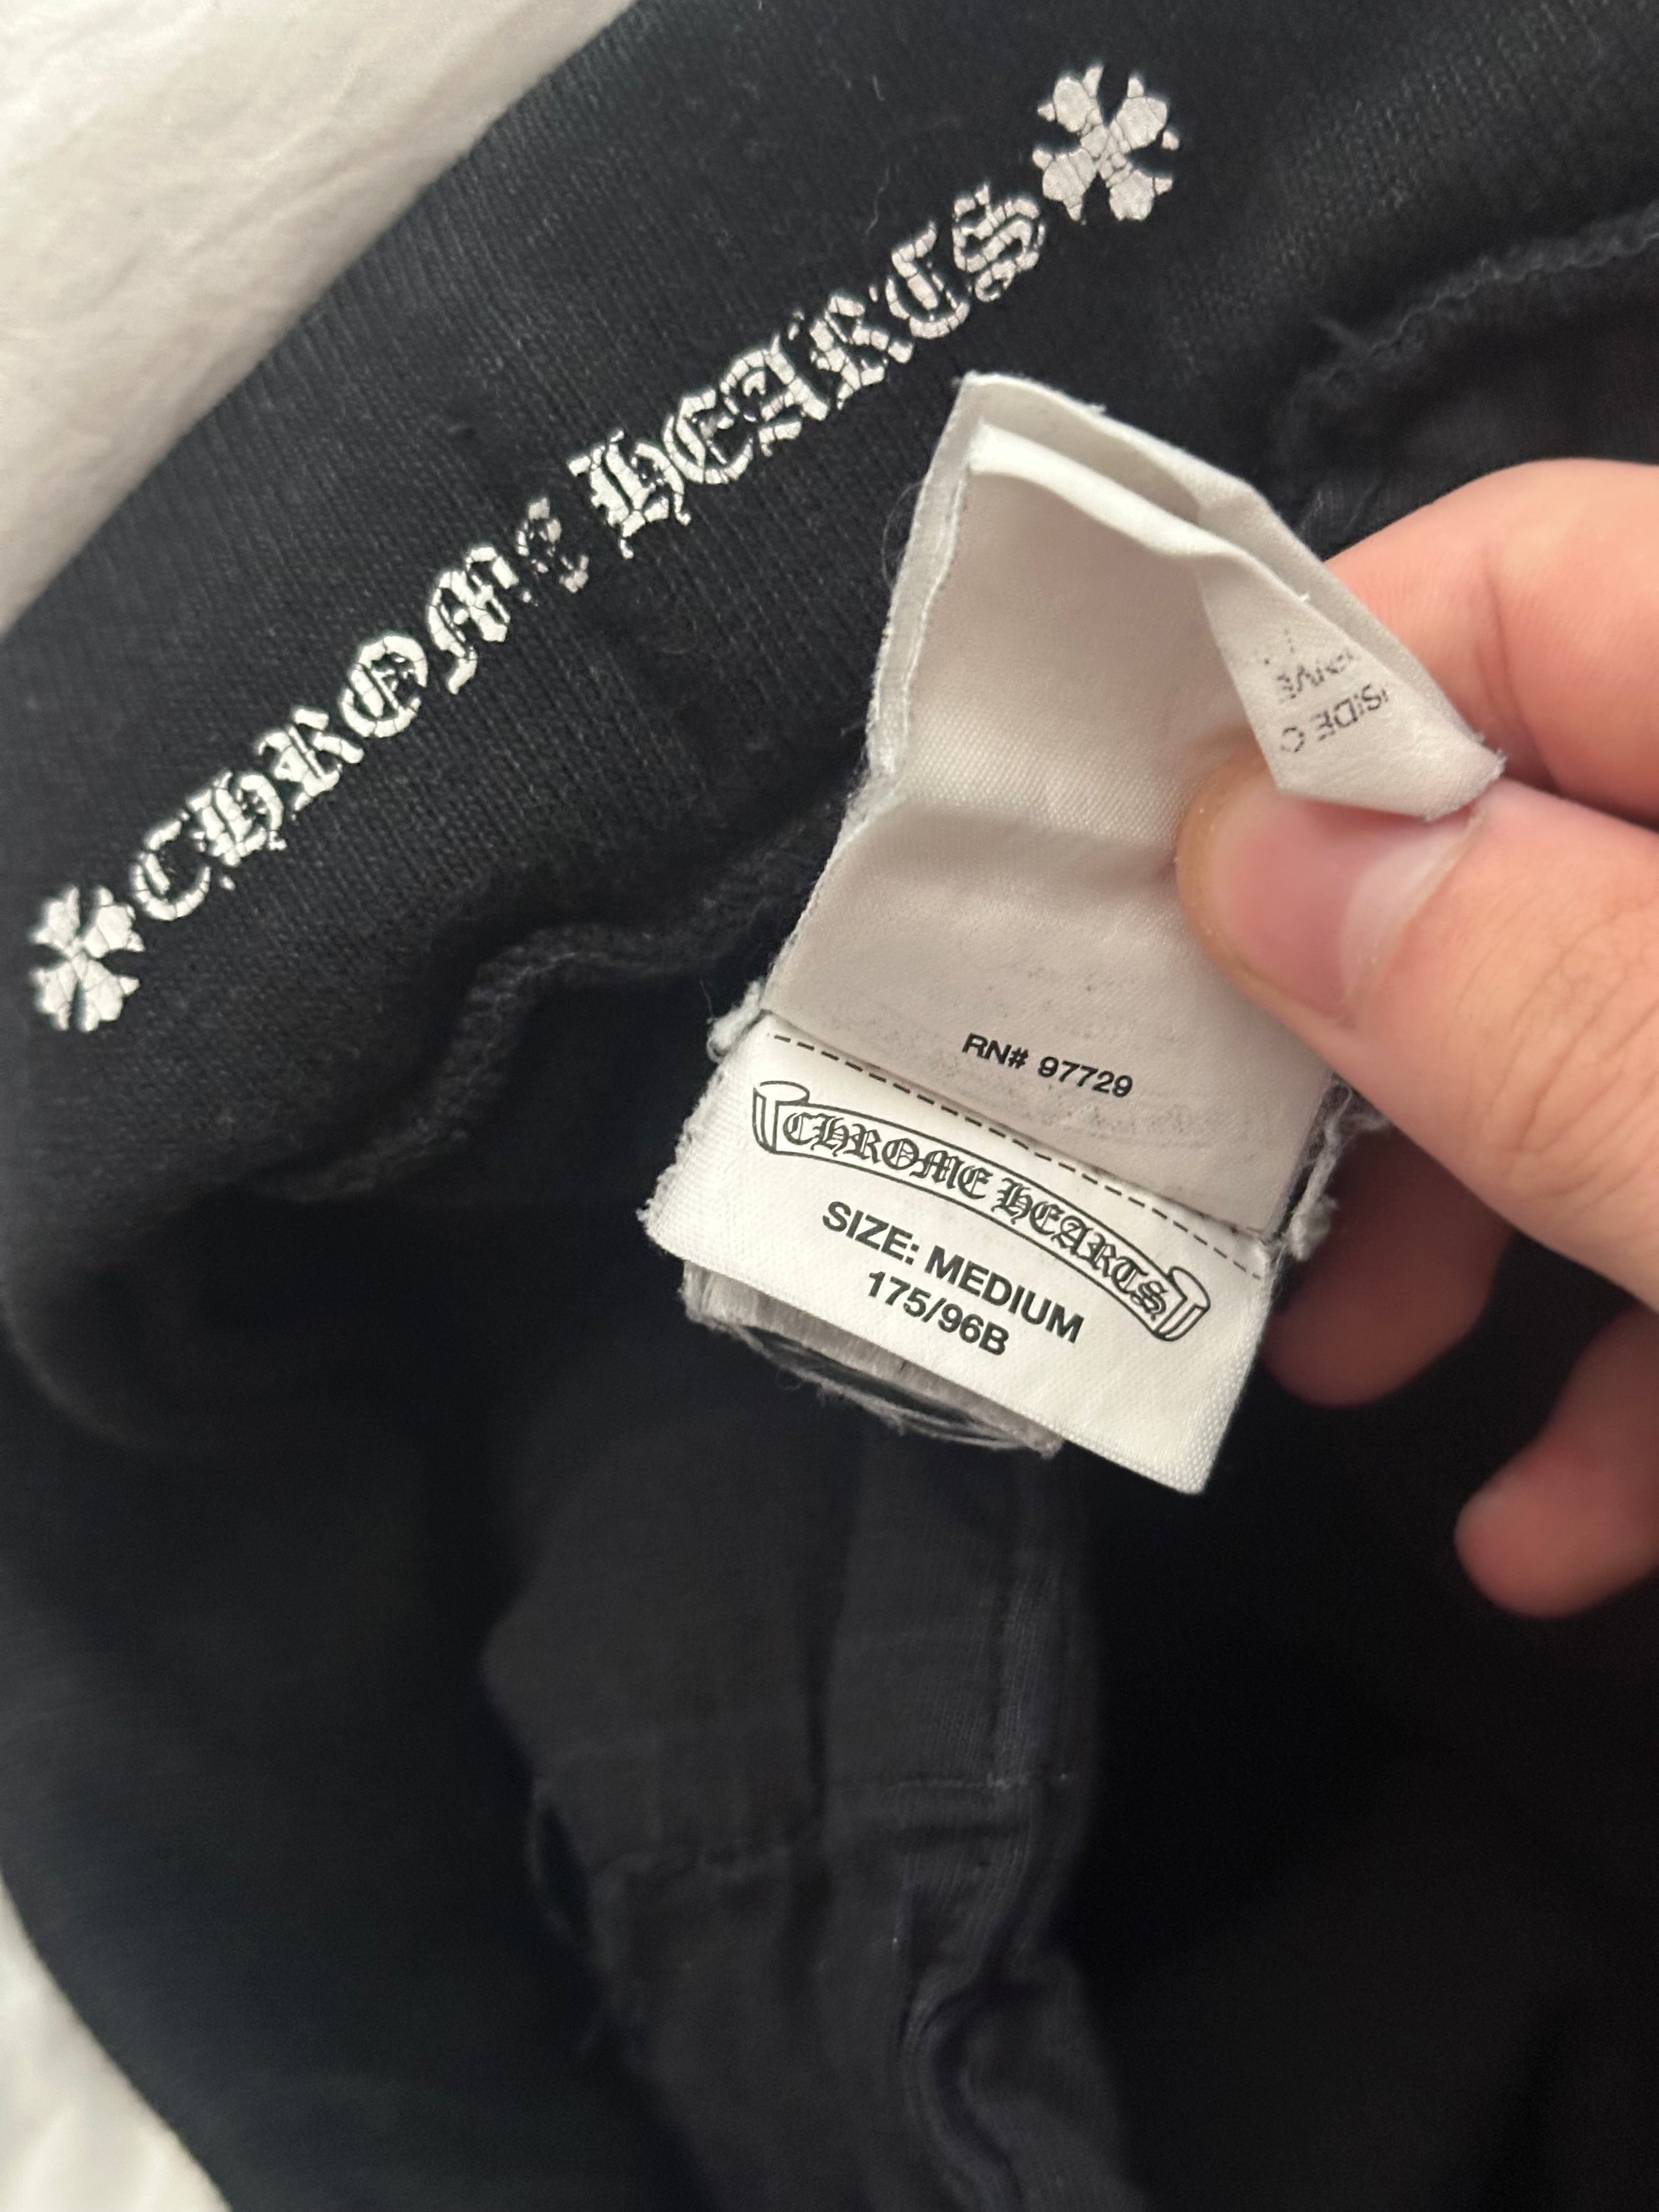 CHROME HEARTS
RN# 97729
CHROME HEARTS
SIZE: MEDIUM
175/96B